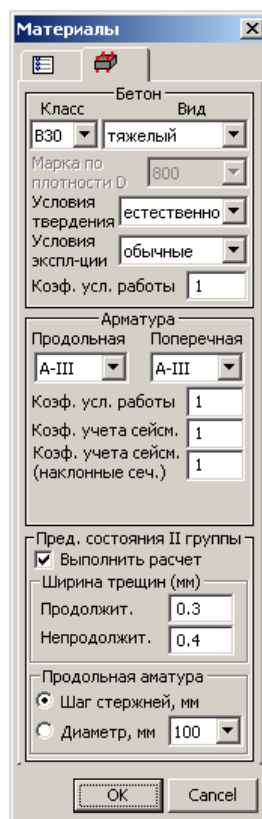 Материалы
Бетон
Класс Вид
B30 тяжелый
Марка по плотности D 800
Условия твердения естественно
Условия экспл-ции обычные
Коэф. усл. работы 1
Арматура
Продольная Поперечная
A-III A-III
Коэф. усл. работы 1
Коэф. учета сейсм. 1
Коэф. учета сейсм. (наклонные сеч.) 1
Пред. состояния II группы
Выполнить расчет
Ширина трещин (мм)
Продолжит. 0.3
Непродолжит. 0.4
Продольная аматура
Шаг стержней, мм
Диаметр, мм 100
OK Cancel